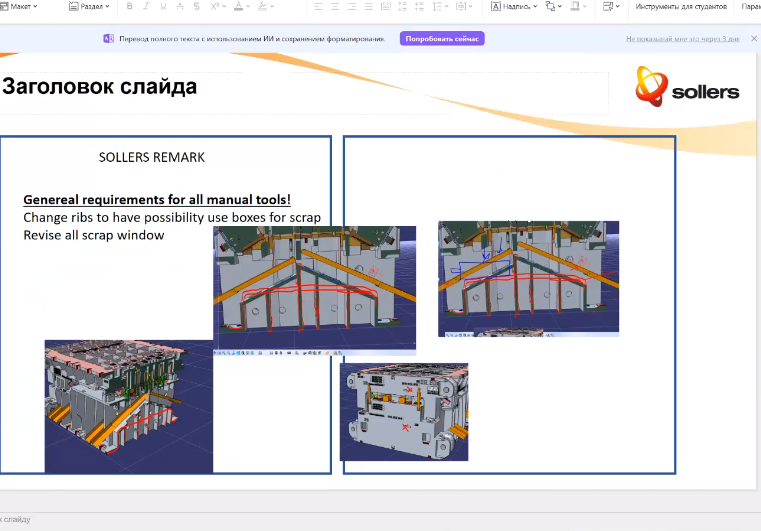 Макет
Раздел
B I U S X² A
Надпись
Инструменты для студентов
Перевод полного текста с использованием ИИ и сохранением форматирования.
Попробовать сейчас
Не показывай мне это через 3 дня
Заголовок слайда
sollers
SOLLERS REMARK
Genereal requirements for all manual tools!
Change ribs to have possibility use boxes for scrap
Revise all scrap window
к слайду